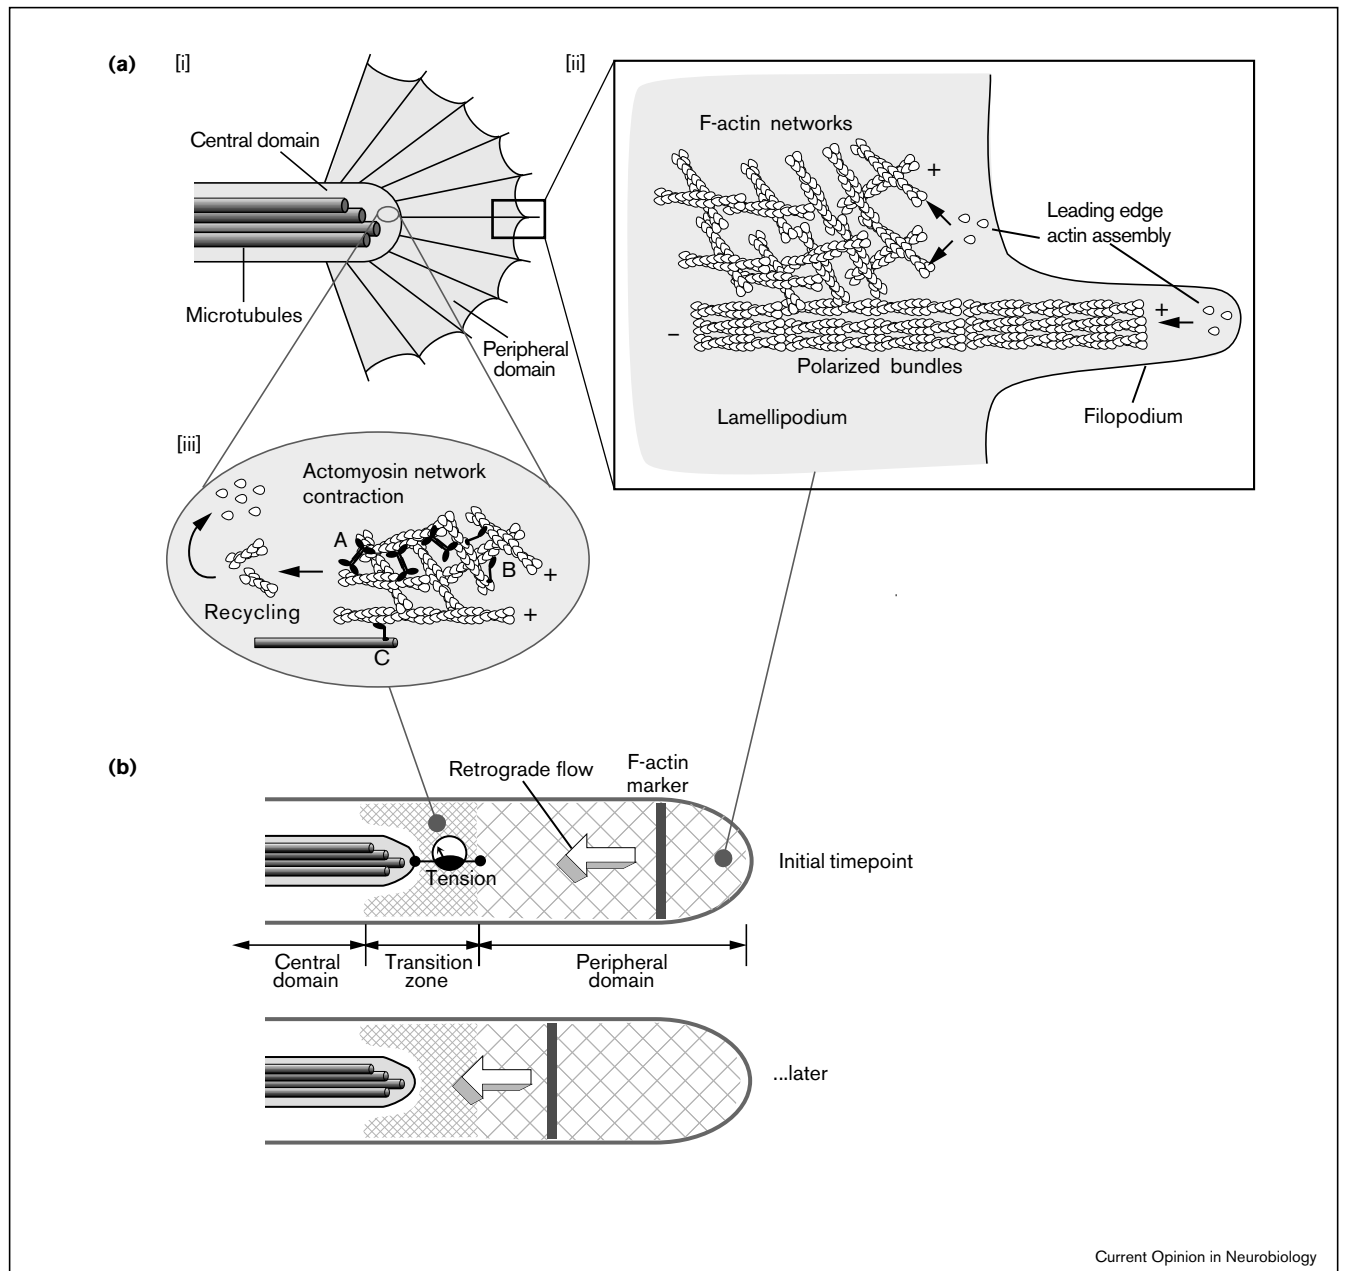 (a)
[i]
[ii]
Central domain
Microtubules
Peripheral
domain
F-actin networks
+
Leading edge
actin assembly
+
–
Polarized bundles
Lamellipodium
Filopodium
[iii]
Actomyosin network
contraction
A
B
+
Recycling
+
C
(b)
Retrograde flow
F-actin
marker
Tension
Initial timepoint
Central
domain
Transition
zone
Peripheral
domain
...later
Current Opinion in Neurobiology